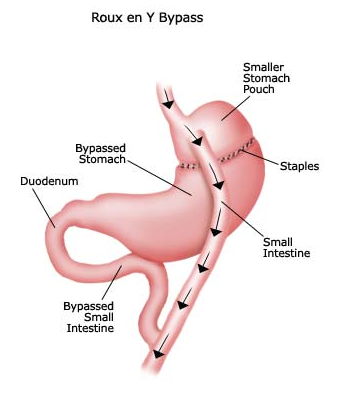 Roux en Y Bypass
Smaller
Stomach
Pouch
Bypassed
Stomach
Staples
Duodenum
Small
Intestine
Bypassed
Small
Intestine